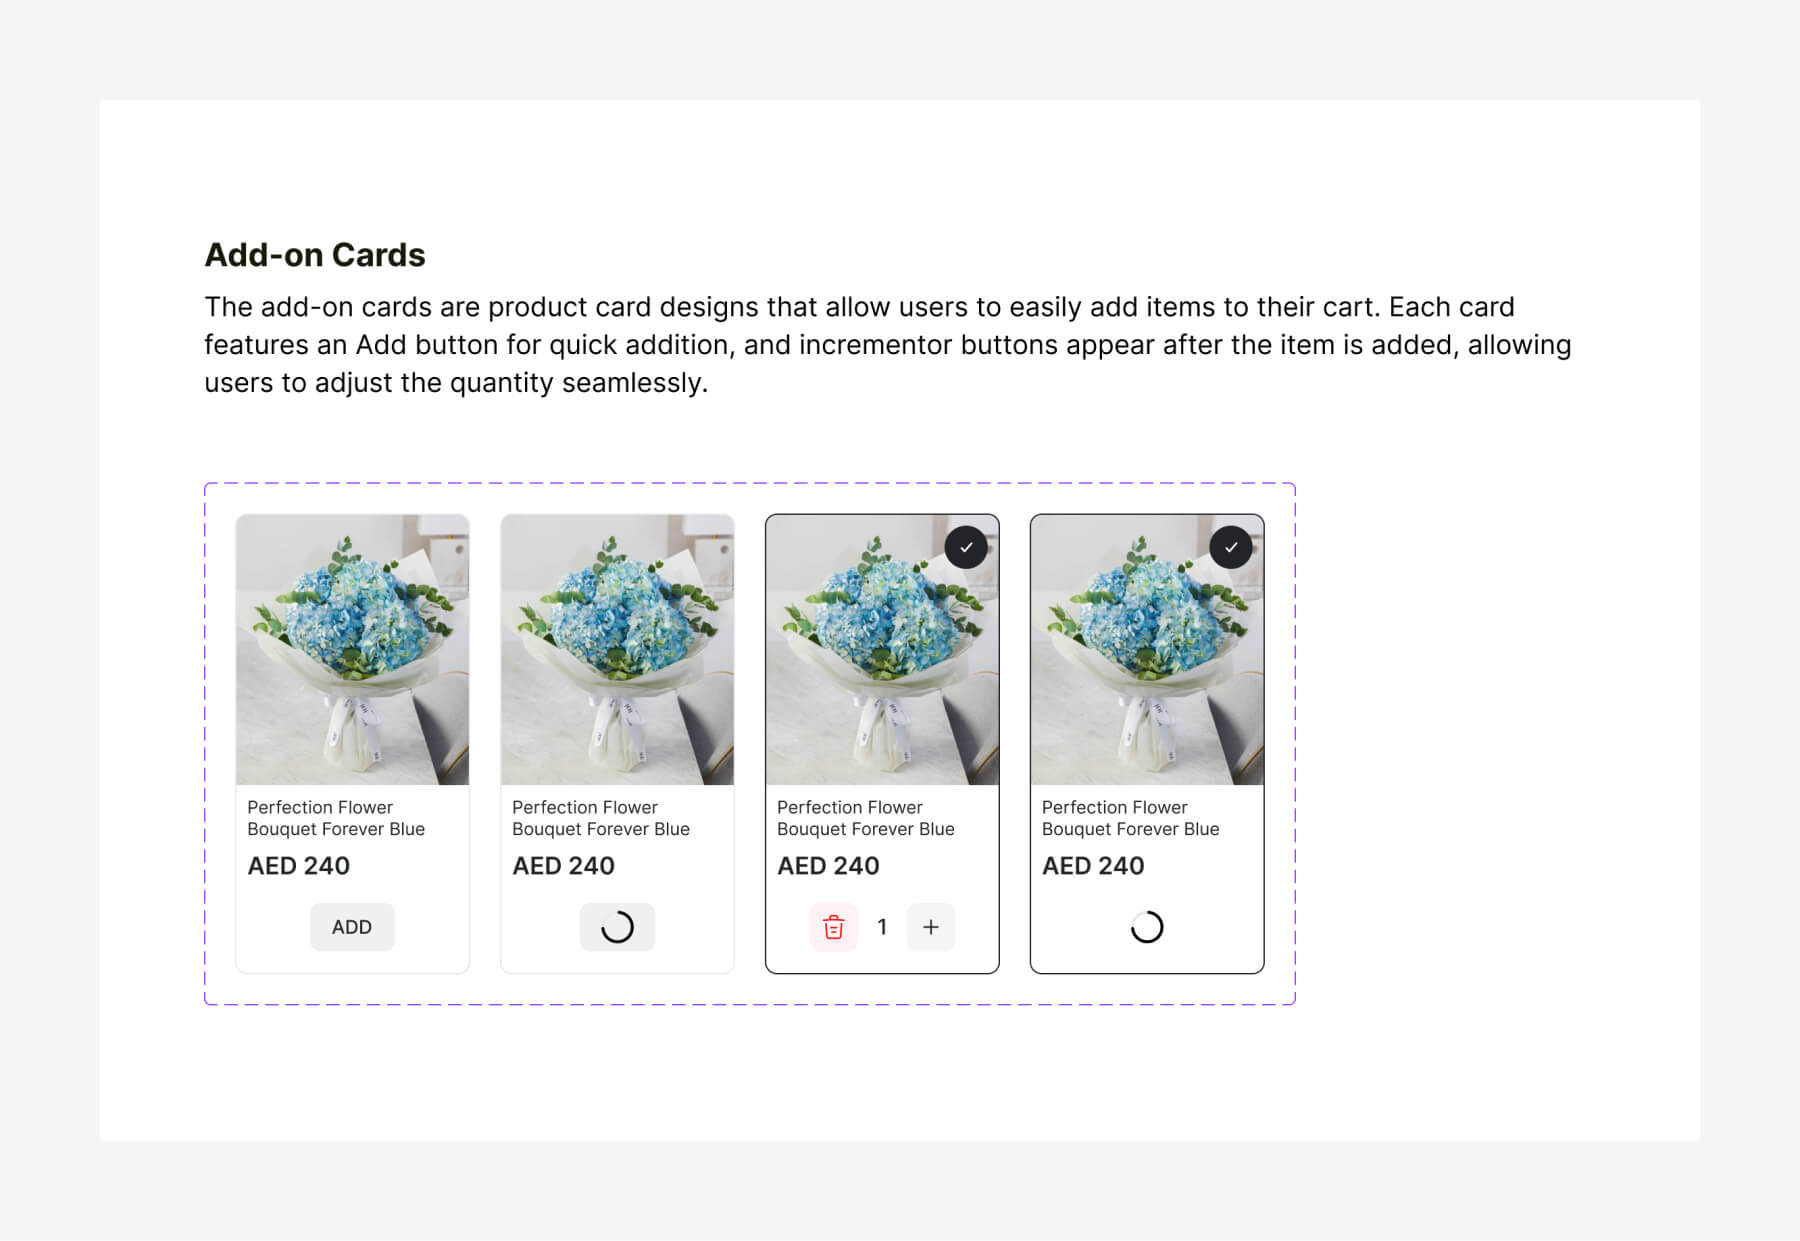 Add-on Cards
The add-on cards are product card designs that allow users to easily add items to their cart. Each card
features an Add button for quick addition, and incrementor buttons appear after the item is added, allowing
users to adjust the quantity seamlessly.
Perfection Flower
Bouquet Forever Blue
AED 240
ADD
Perfection Flower
Bouquet Forever Blue
AED 240
Perfection Flower
Bouquet Forever Blue
AED 240
1
Perfection Flower
Bouquet Forever Blue
AED 240